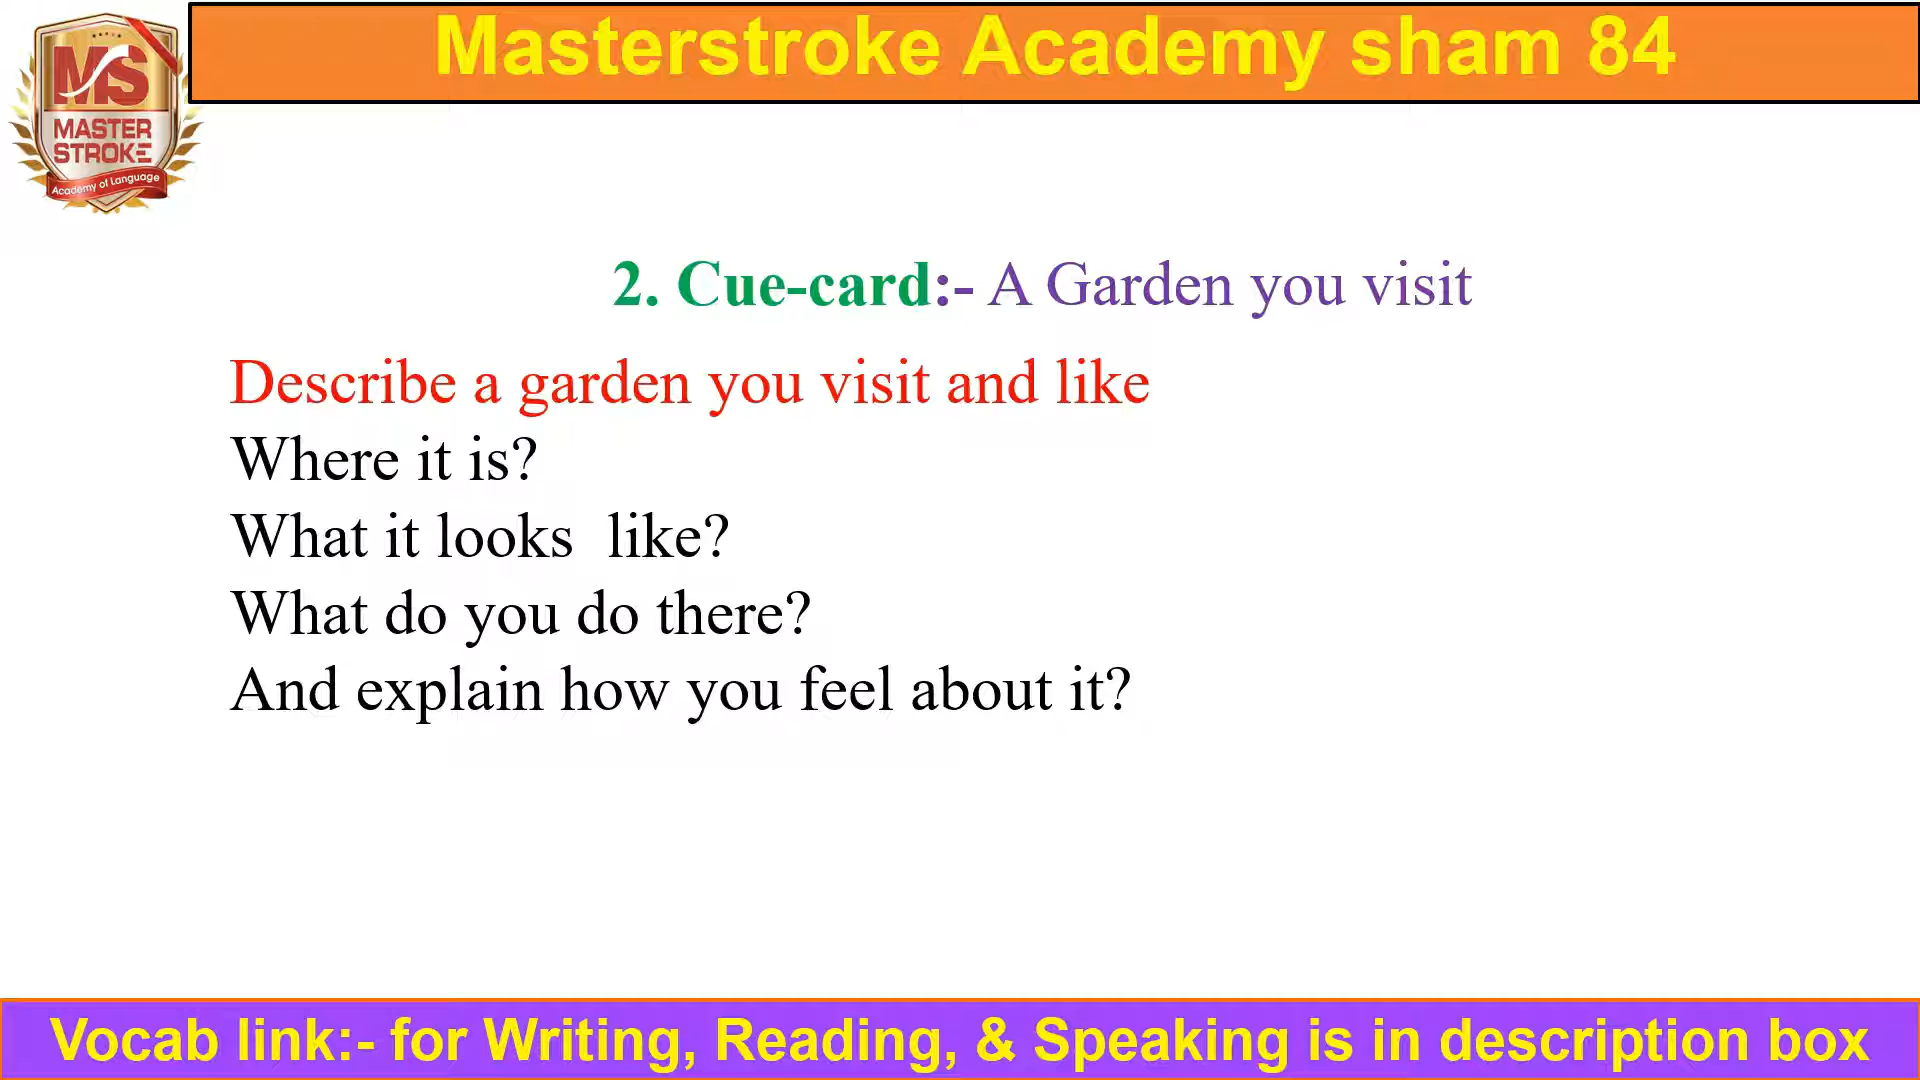 Masterstroke Academy sham 84
MS
MASTER
STROKE
Academy of Language
2. Cue-card:- A Garden you visit
Describe a garden you visit and like
Where it is?
What it looks  like?
What do you do there?
And explain how you feel about it?
Vocab link:- for Writing, Reading, & Speaking is in description box